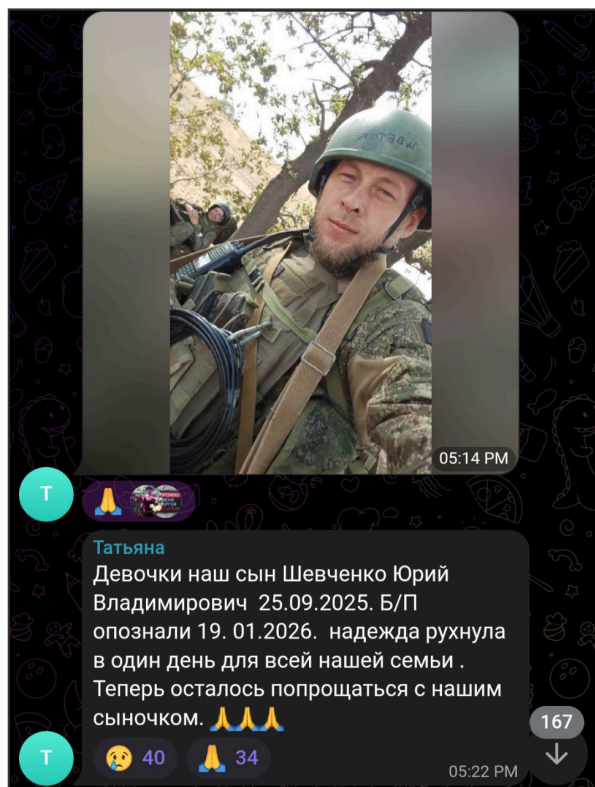 ЦВЕТОК
05:14 PM
Т
Татьяна
Девочки наш сын Шевченко Юрий
Владимирович 25.09.2025. Б/П
опознали 19. 01.2026. надежда рухнула
в один день для всей нашей семьи .
Теперь осталось попрощаться с нашим
сыночком. 🙏🙏🙏
167
Т
😢 40 🙏 34
05:22 PM